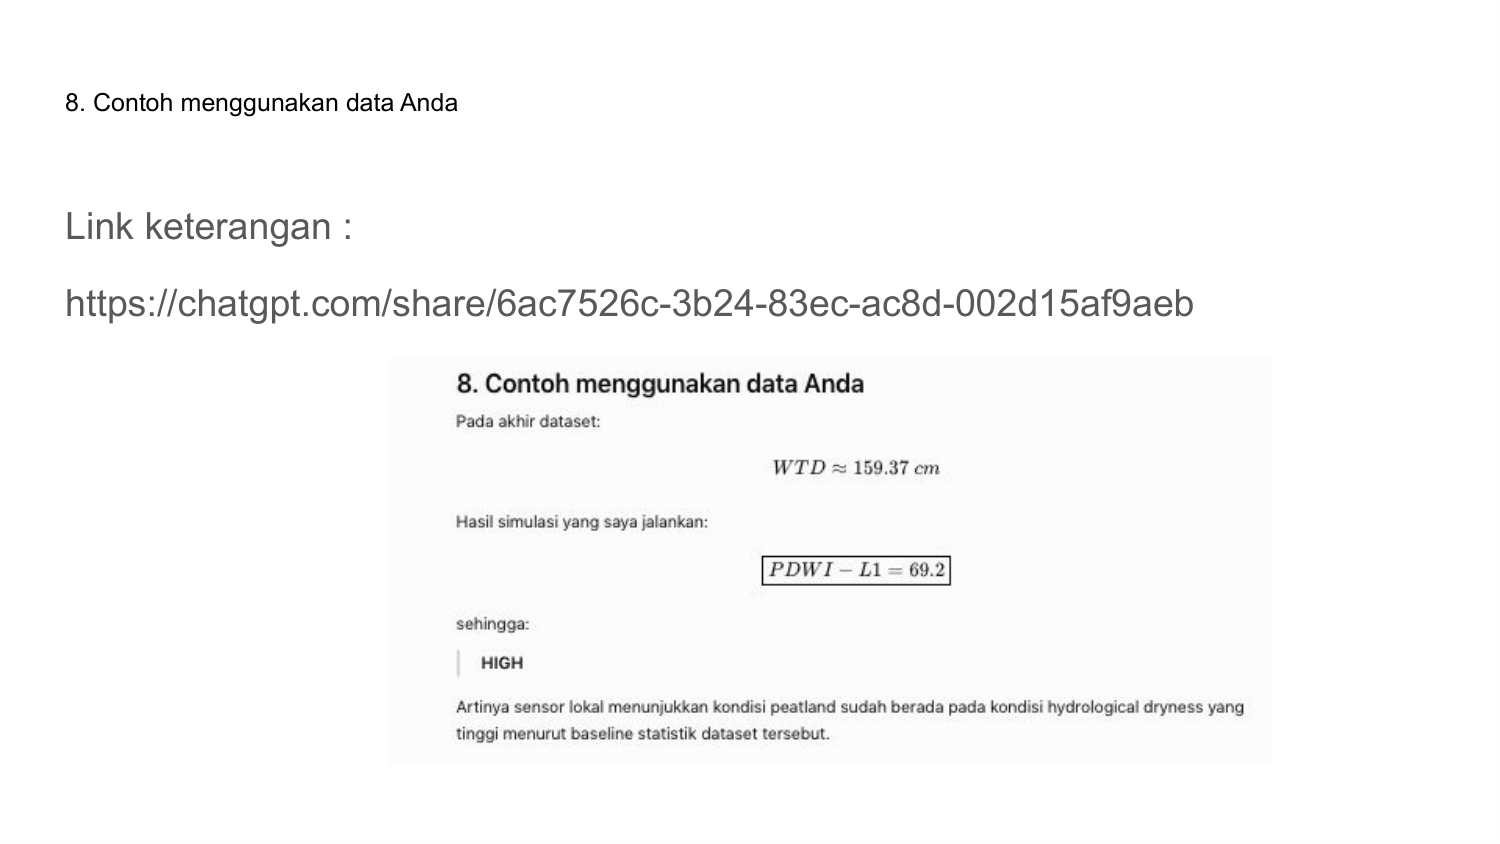 8. Contoh menggunakan data Anda
Link keterangan :
https://chatgpt.com/share/6ac7526c-3b24-83ec-ac8d-002d15af9aeb
8. Contoh menggunakan data Anda
Pada akhir dataset:
WTD ≈ 159.37 cm
Hasil simulasi yang saya jalankan:
PDWI − L1 = 69.2
sehingga:
HIGH
Artinya sensor lokal menunjukkan kondisi peatland sudah berada pada kondisi hydrological dryness yang
tinggi menurut baseline statistik dataset tersebut.